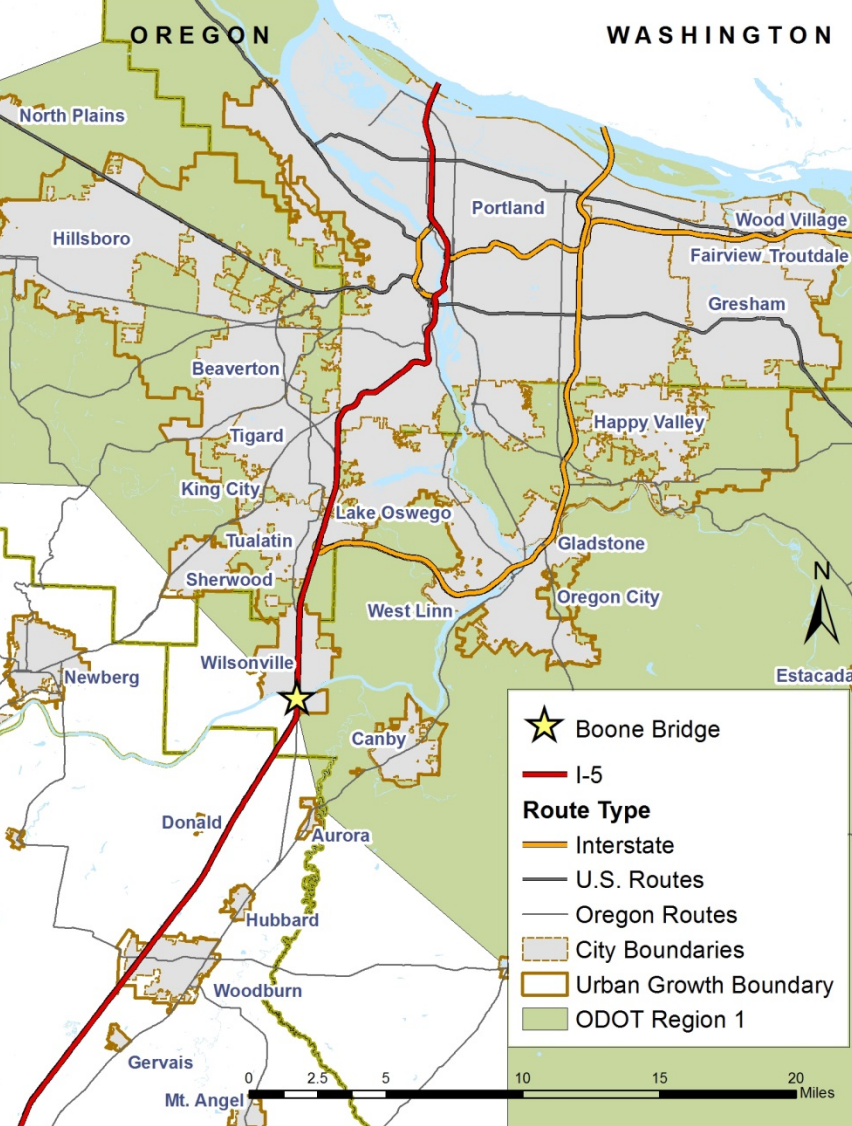 OREGON
WASHINGTON
North Plains
Portland
Wood Village
Hillsboro
Fairview Troutdale
Gresham
Beaverton
Happy Valley
Tigard
King City
Lake Oswego
Tualatin
Gladstone
Sherwood
Oregon City
West Linn
N
Wilsonville
Newberg
Estacada
Canby
Donald
Aurora
Hubbard
Woodburn
Gervais
Mt. Angel
Boone Bridge
I-5
Route Type
Interstate
U.S. Routes
Oregon Routes
City Boundaries
Urban Growth Boundary
ODOT Region 1
0 2.5 5 10 15 20
Miles